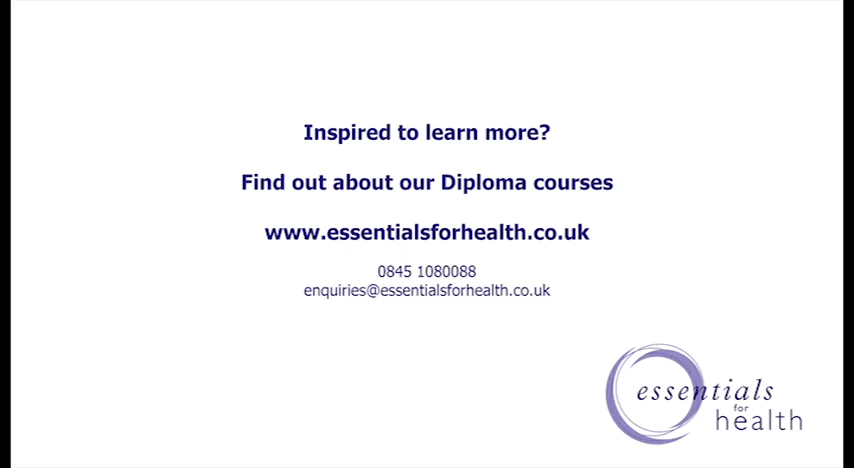 Inspired to learn more?
Find out about our Diploma courses
www.essentialsforhealth.co.uk
0845 1080088
enquiries@essentialsforhealth.co.uk
essentials
for
health